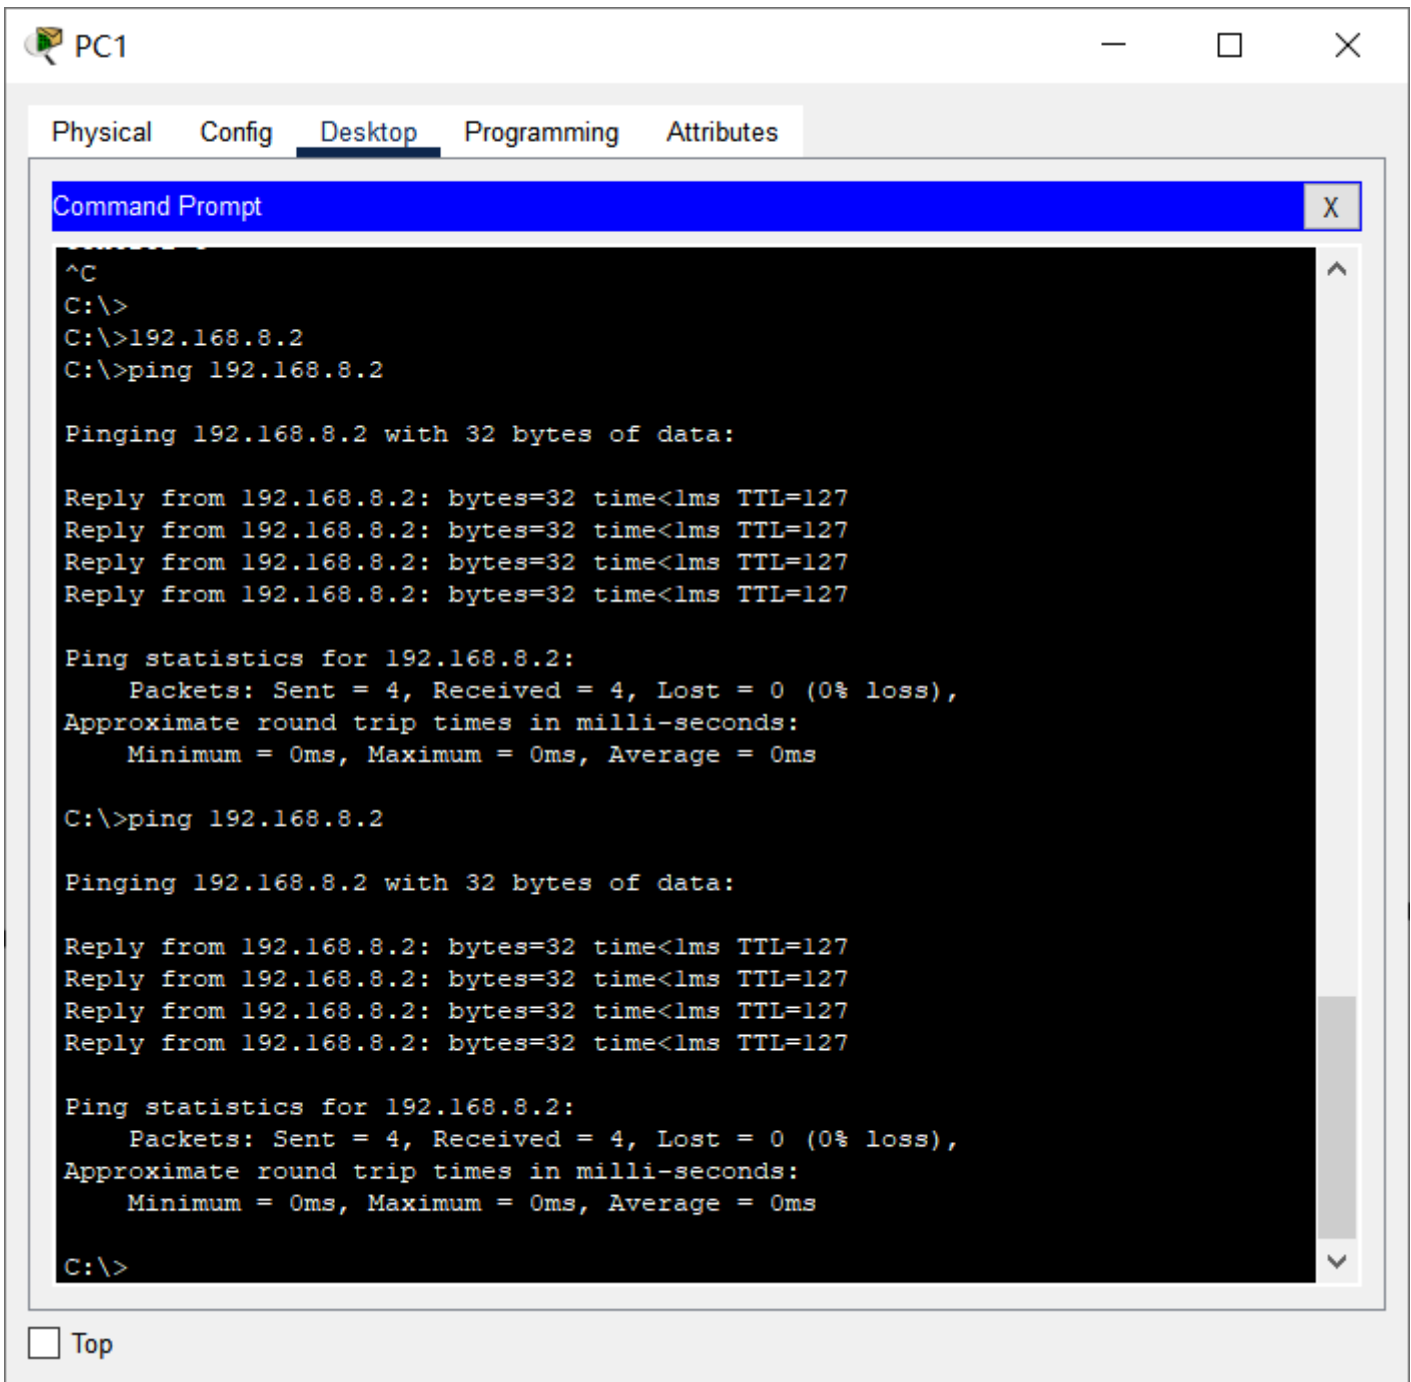 PC1
Physical Config Desktop Programming Attributes
Command Prompt X
^C
C:\>
C:\>192.168.8.2
C:\>ping 192.168.8.2
Pinging 192.168.8.2 with 32 bytes of data:
Reply from 192.168.8.2: bytes=32 time<1ms TTL=127
Reply from 192.168.8.2: bytes=32 time<1ms TTL=127
Reply from 192.168.8.2: bytes=32 time<1ms TTL=127
Reply from 192.168.8.2: bytes=32 time<1ms TTL=127
Ping statistics for 192.168.8.2:
    Packets: Sent = 4, Received = 4, Lost = 0 (0% loss),
Approximate round trip times in milli-seconds:
    Minimum = 0ms, Maximum = 0ms, Average = 0ms
C:\>ping 192.168.8.2
Pinging 192.168.8.2 with 32 bytes of data:
Reply from 192.168.8.2: bytes=32 time<1ms TTL=127
Reply from 192.168.8.2: bytes=32 time<1ms TTL=127
Reply from 192.168.8.2: bytes=32 time<1ms TTL=127
Reply from 192.168.8.2: bytes=32 time<1ms TTL=127
Ping statistics for 192.168.8.2:
    Packets: Sent = 4, Received = 4, Lost = 0 (0% loss),
Approximate round trip times in milli-seconds:
    Minimum = 0ms, Maximum = 0ms, Average = 0ms
C:\>
Top